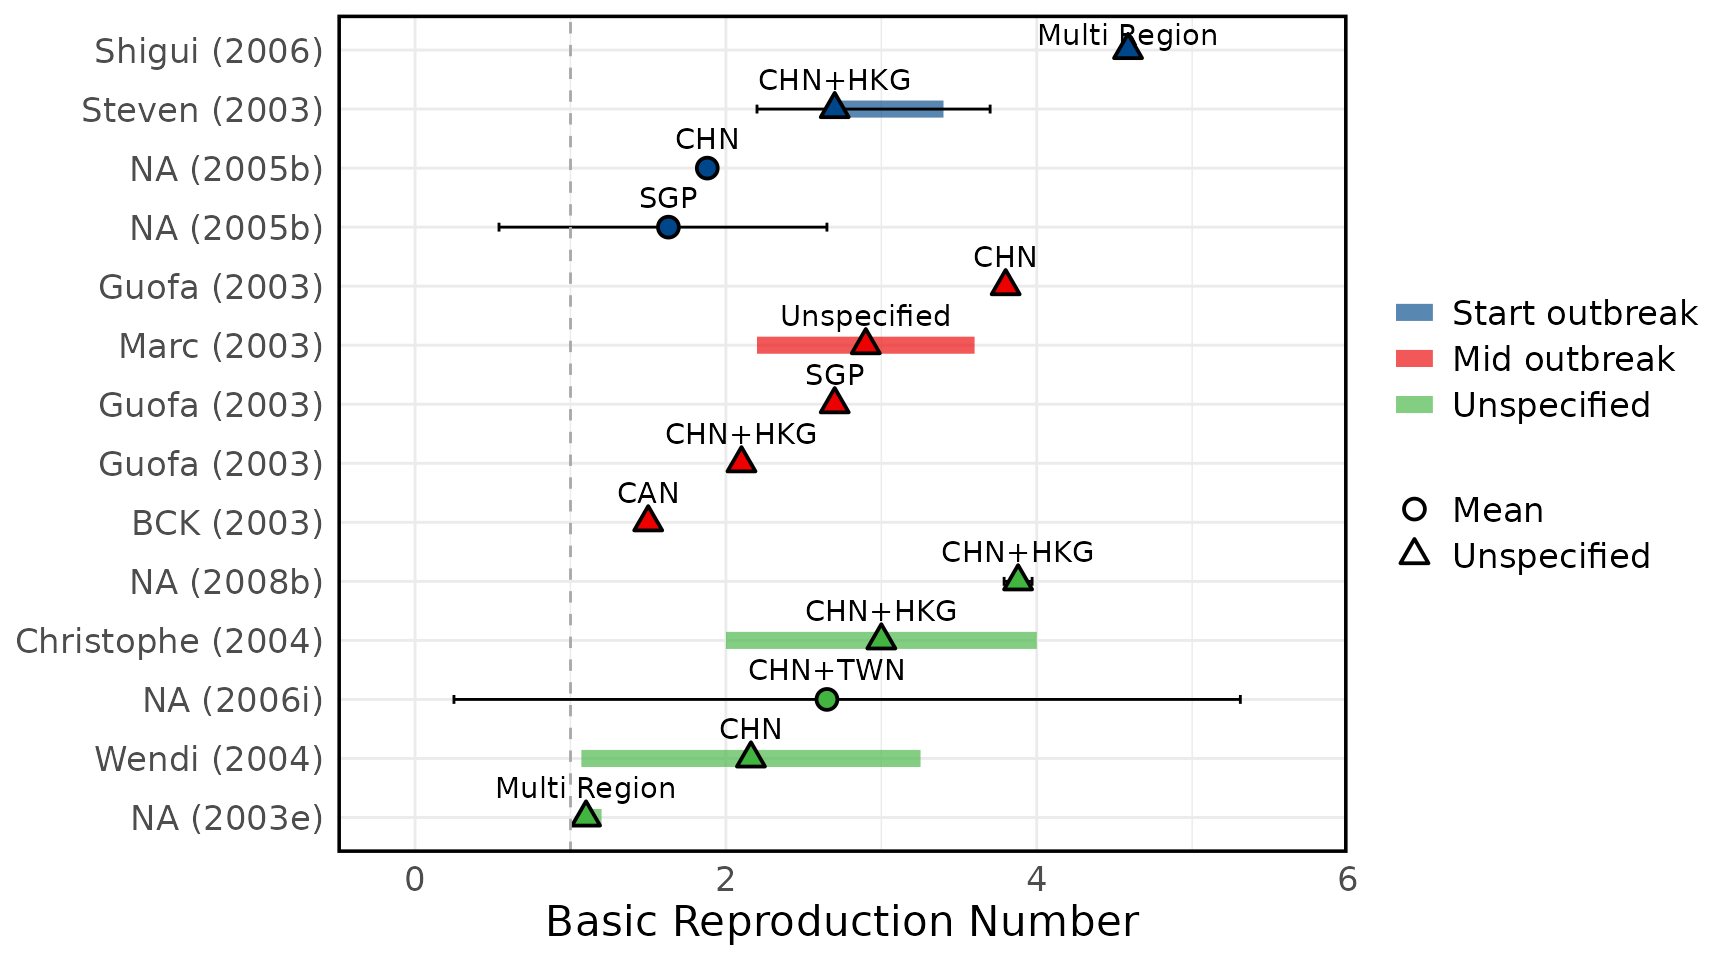 Shigui (2006)
Multi Region
Steven (2003)
CHN+HKG
NA (2005b)
CHN
NA (2005b)
SGP
Guofa (2003)
CHN
Marc (2003)
Unspecified
Guofa (2003)
SGP
Guofa (2003)
CHN+HKG
BCK (2003)
CAN
NA (2008b)
CHN+HKG
Christophe (2004)
CHN+HKG
NA (2006i)
CHN+TWN
Wendi (2004)
CHN
NA (2003e)
Multi Region
0 2 4 6
Basic Reproduction Number
Start outbreak
Mid outbreak
Unspecified
Mean
Unspecified